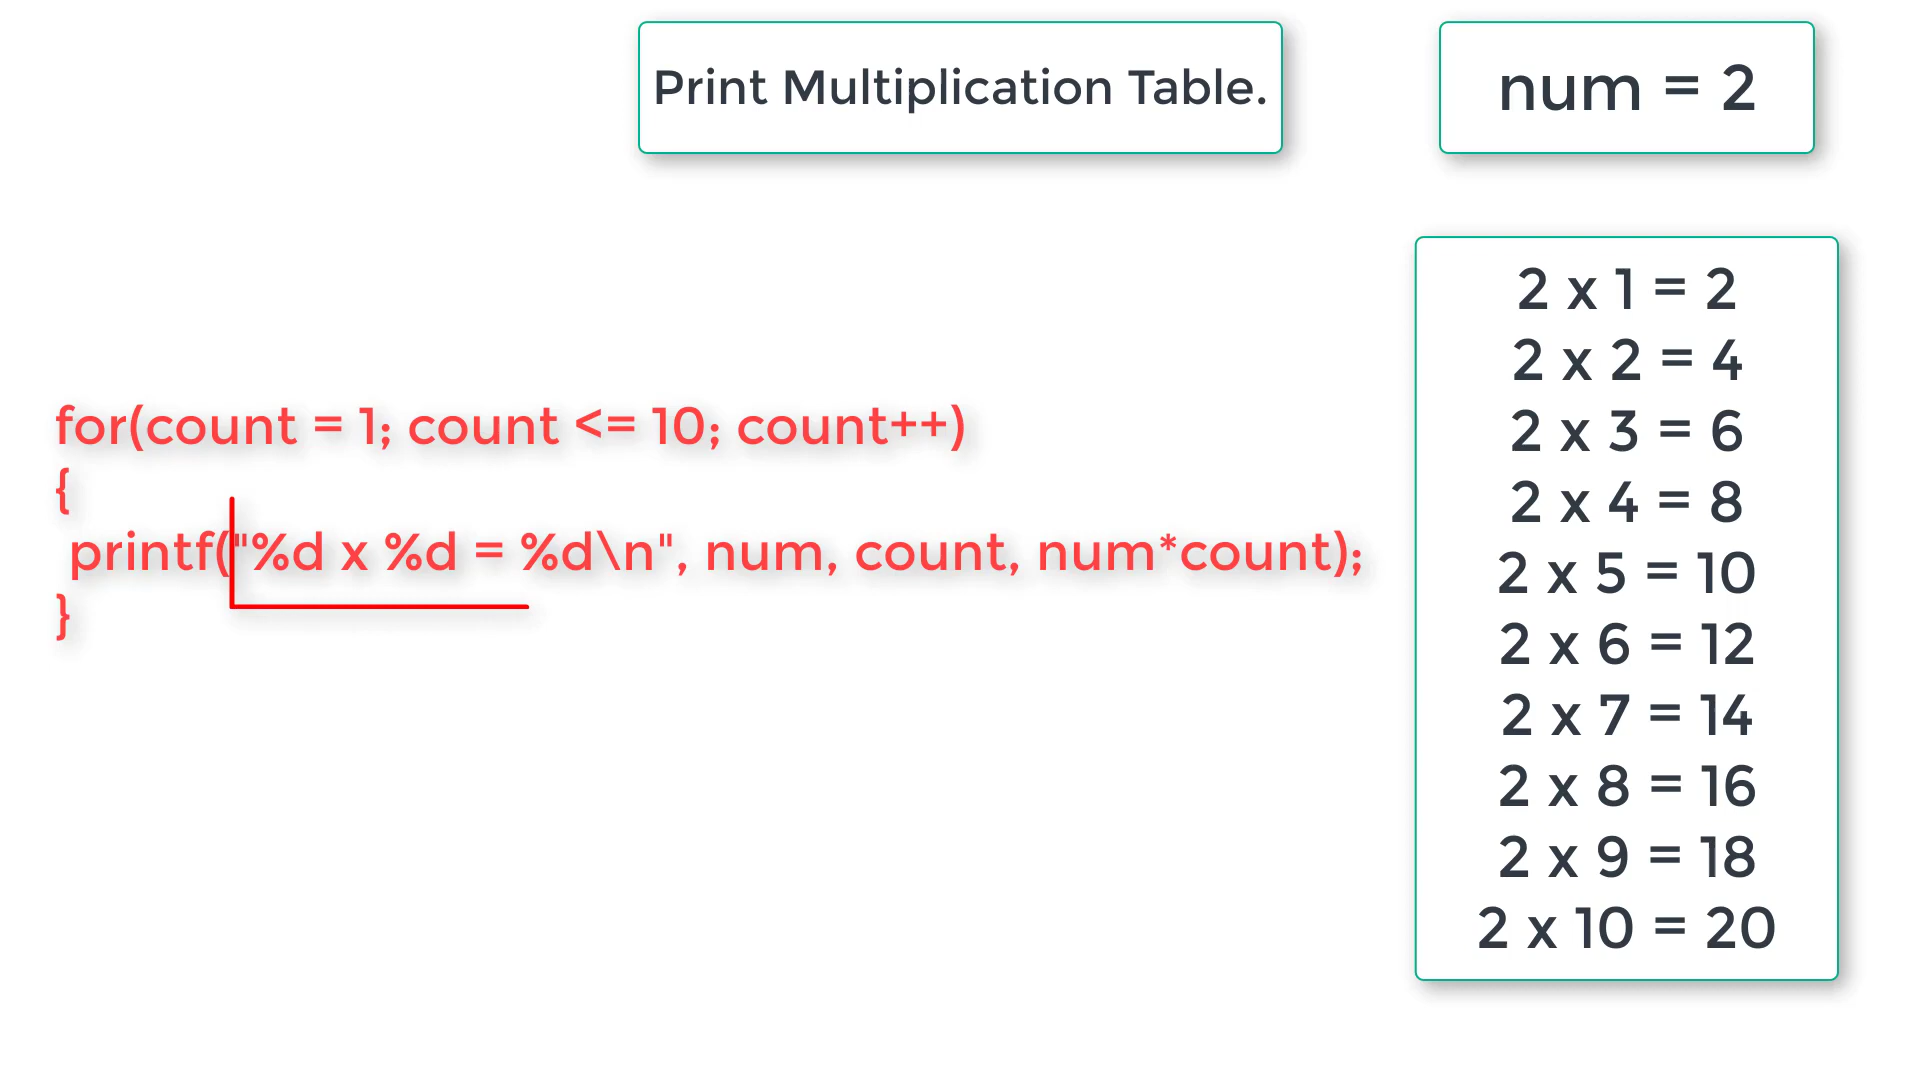 Print Multiplication Table.
num = 2
for(count = 1; count <= 10; count++)
{
printf("%d x %d = %d\n", num, count, num*count);
}
2 x 1 = 2
2 x 2 = 4
2 x 3 = 6
2 x 4 = 8
2 x 5 = 10
2 x 6 = 12
2 x 7 = 14
2 x 8 = 16
2 x 9 = 18
2 x 10 = 20